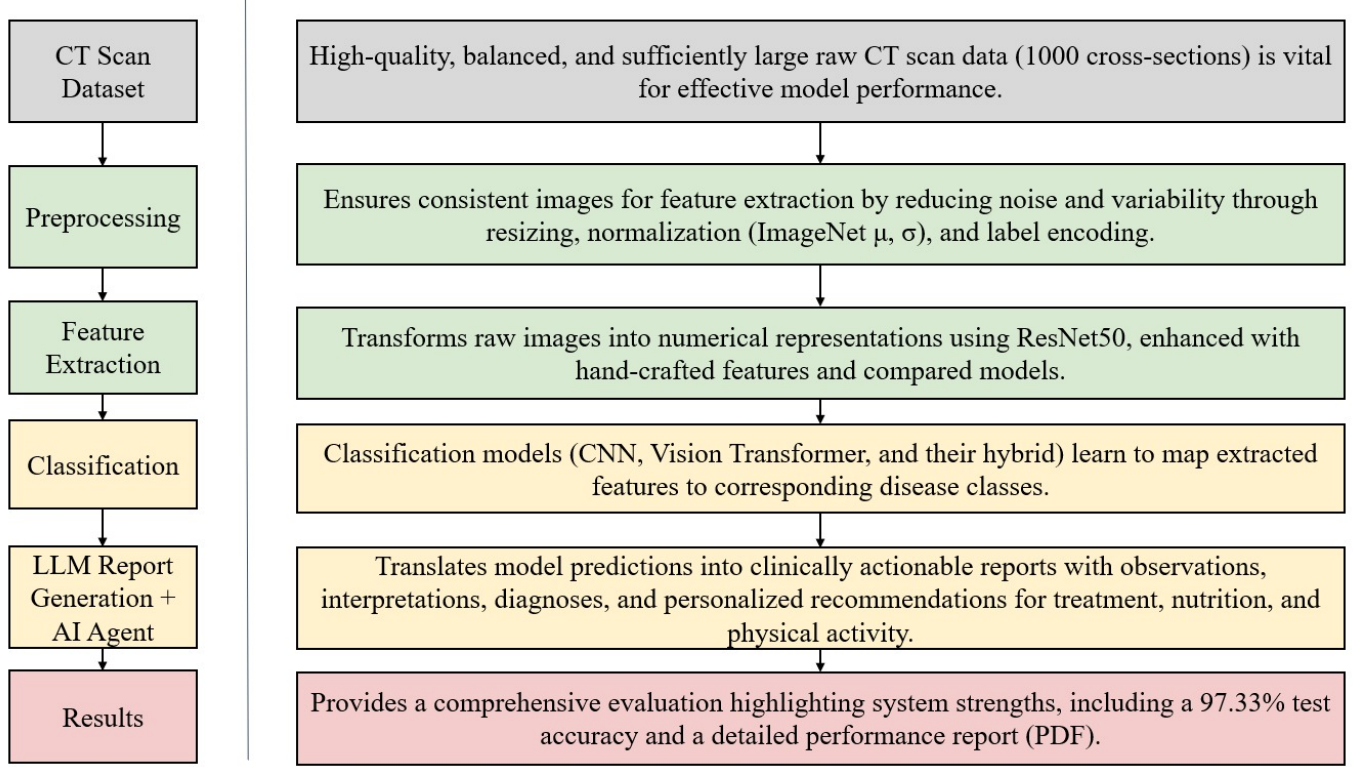 CT Scan
Dataset
High-quality, balanced, and sufficiently large raw CT scan data (1000 cross-sections) is vital
for effective model performance.
Preprocessing
Ensures consistent images for feature extraction by reducing noise and variability through
resizing, normalization (ImageNet μ, σ), and label encoding.
Feature
Extraction
Transforms raw images into numerical representations using ResNet50, enhanced with
hand-crafted features and compared models.
Classification
Classification models (CNN, Vision Transformer, and their hybrid) learn to map extracted
features to corresponding disease classes.
LLM Report
Generation +
AI Agent
Translates model predictions into clinically actionable reports with observations,
interpretations, diagnoses, and personalized recommendations for treatment, nutrition, and
physical activity.
Results
Provides a comprehensive evaluation highlighting system strengths, including a 97.33% test
accuracy and a detailed performance report (PDF).